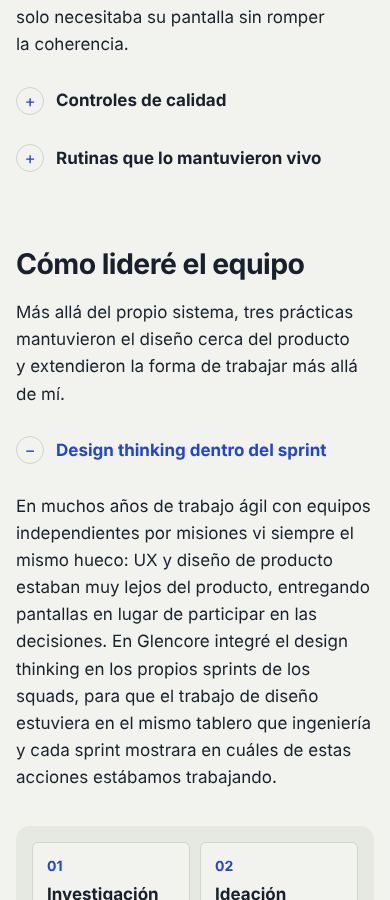 solo necesitaba su pantalla sin romper
la coherencia.
+ Controles de calidad
+ Rutinas que lo mantuvieron vivo
Cómo lideré el equipo
Más allá del propio sistema, tres prácticas
mantuvieron el diseño cerca del producto
y extendieron la forma de trabajar más allá
de mí.
− Design thinking dentro del sprint
En muchos años de trabajo ágil con equipos
independientes por misiones vi siempre el
mismo hueco: UX y diseño de producto
estaban muy lejos del producto, entregando
pantallas en lugar de participar en las
decisiones. En Glencore integré el design
thinking en los propios sprints de los
squads, para que el trabajo de diseño
estuviera en el mismo tablero que ingeniería
y cada sprint mostrara en cuáles de estas
acciones estábamos trabajando.
01
Investigación
02
Ideación